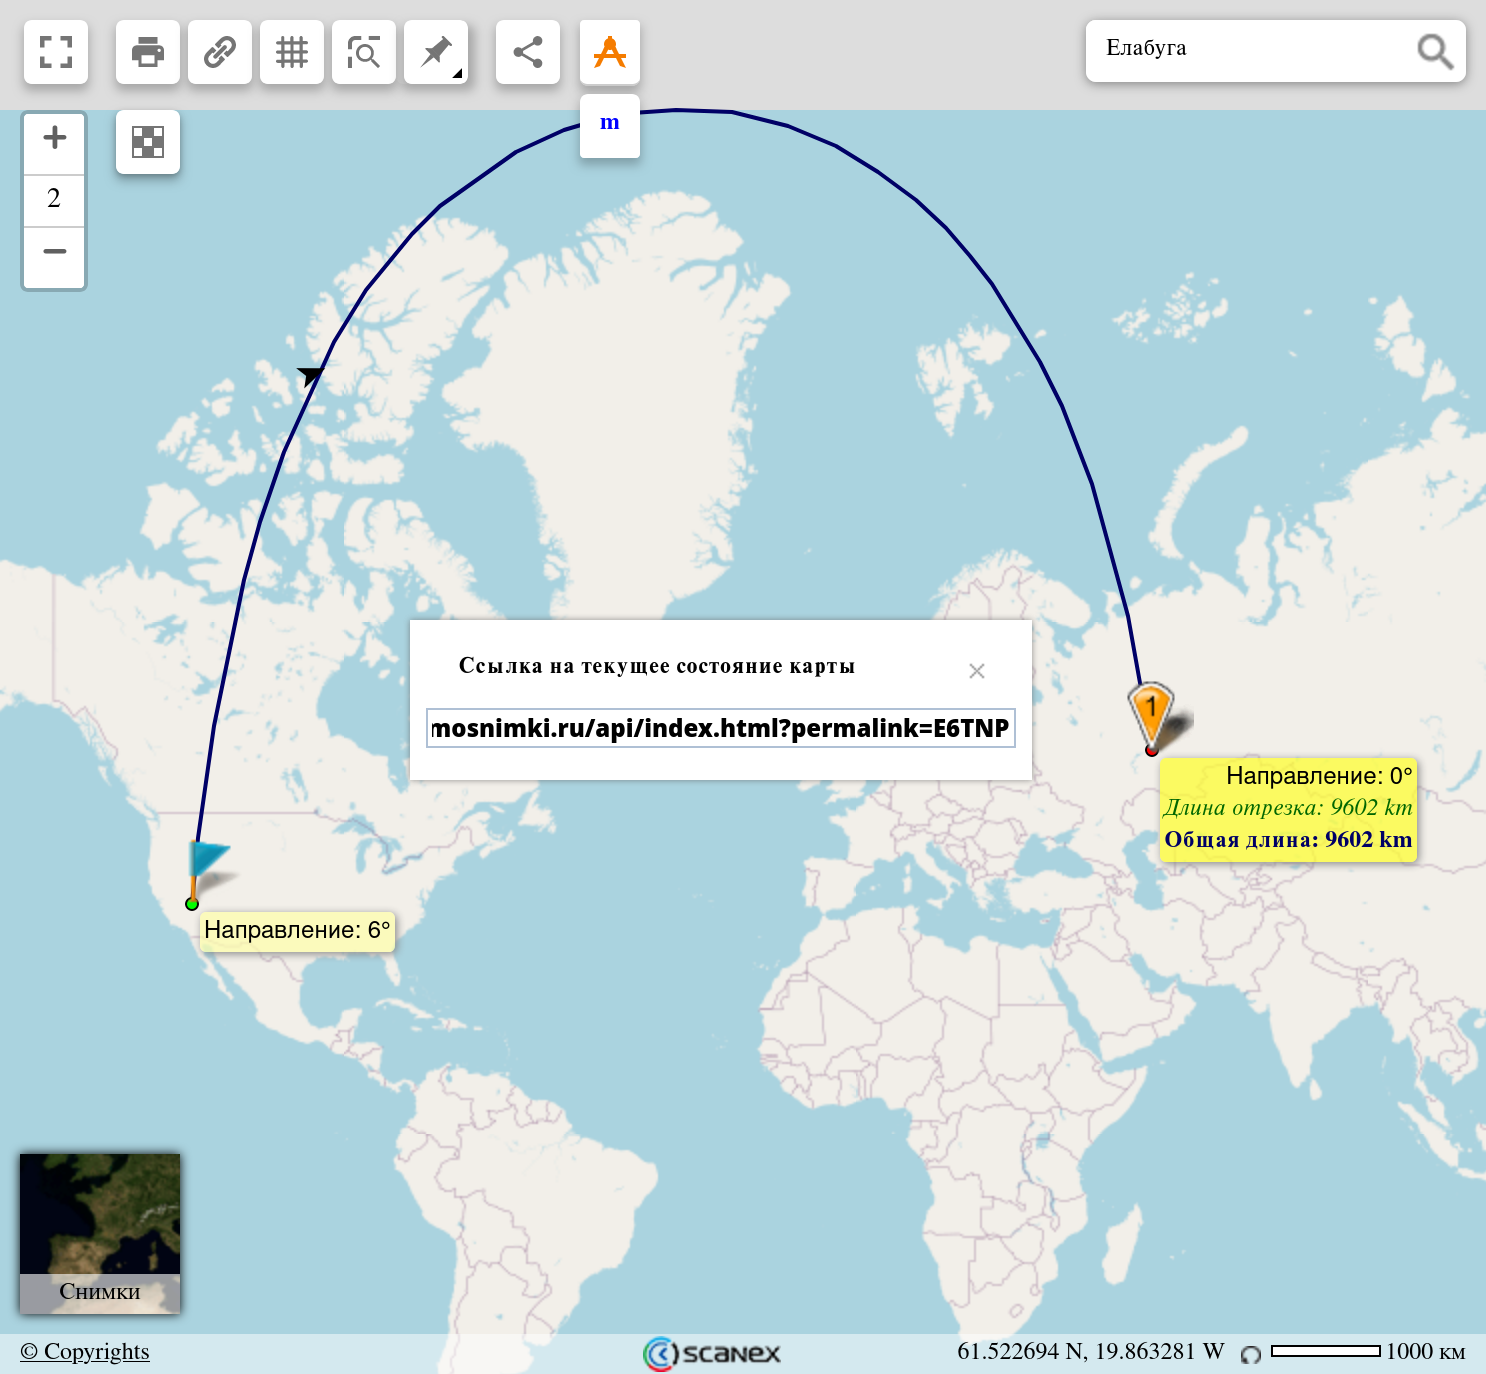 Елабуга
m
2
Ссылка на текущее состояние карты
mosnimki.ru/api/index.html?permalink=E6TNP
1
Направление: 0°
Длина отрезка: 9602 km
Общая длина: 9602 km
Направление: 6°
Снимки
© Copyrights
scanex
61.522694 N, 19.863281 W
1000 км